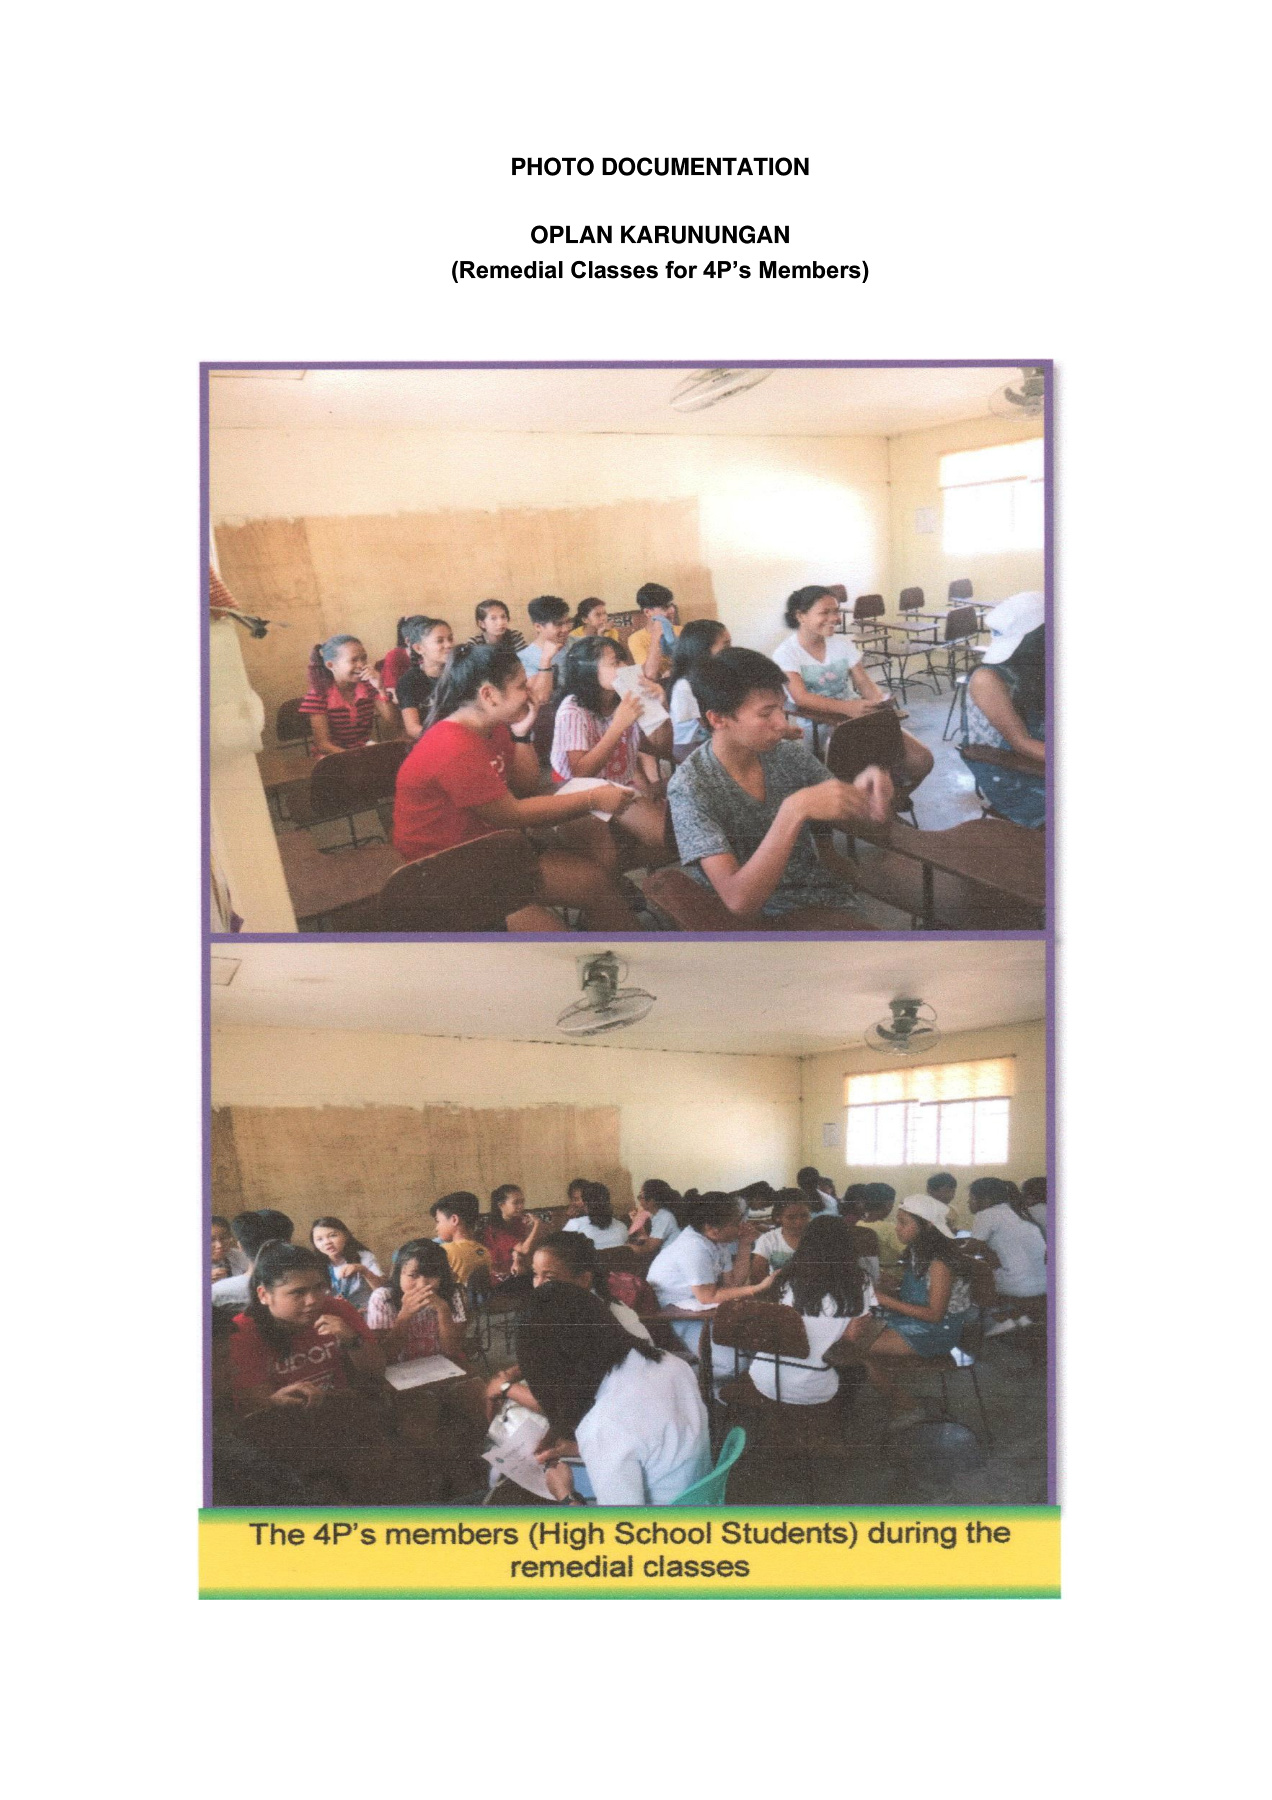 PHOTO DOCUMENTATION
OPLAN KARUNUNGAN
(Remedial Classes for 4P’s Members)
The 4P’s members (High School Students) during the
remedial classes